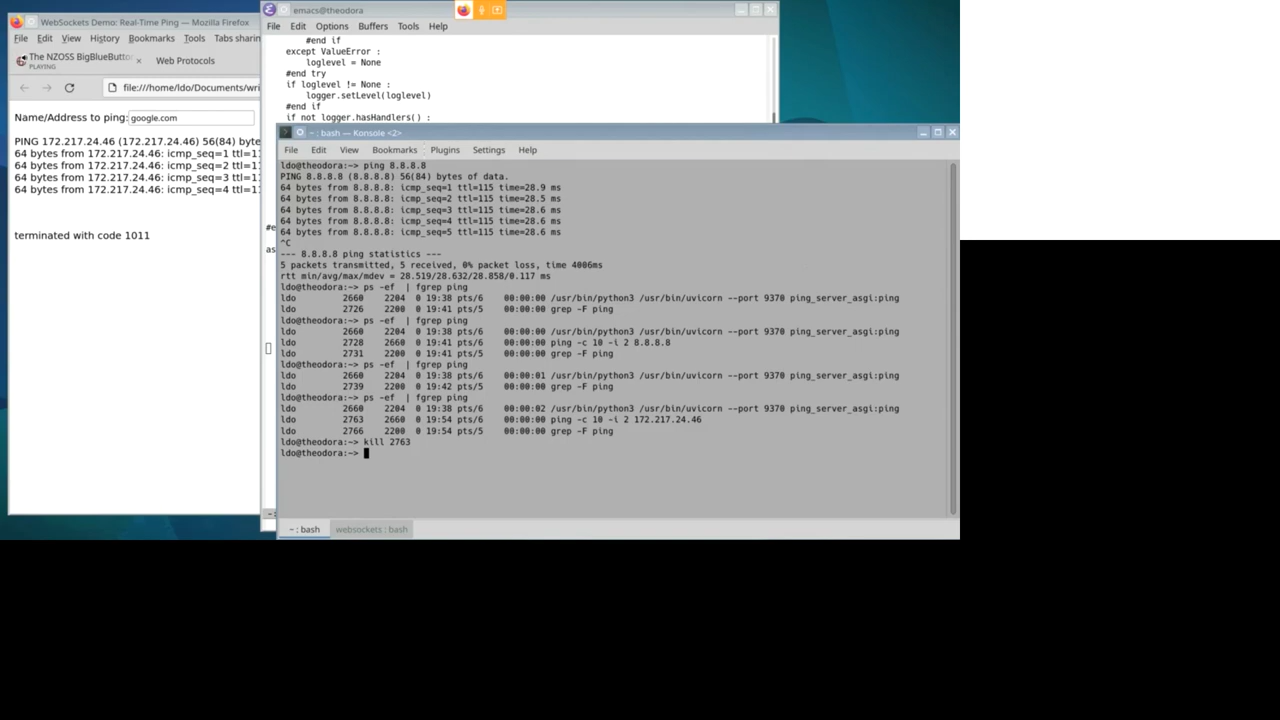 WebSockets Demo: Real-Time Ping — Mozilla Firefox
File Edit View History Bookmarks Tools Tabs sharin
The NZOSS BigBlueButto
PLAYING
Web Protocols
file:///home/ldo/Documents/wri
Name/Address to ping: google.com
PING 172.217.24.46 (172.217.24.46) 56(84) byte
64 bytes from 172.217.24.46: icmp_seq=1 ttl=11
64 bytes from 172.217.24.46: icmp_seq=2 ttl=11
64 bytes from 172.217.24.46: icmp_seq=3 ttl=11
64 bytes from 172.217.24.46: icmp_seq=4 ttl=11
terminated with code 1011
emacs@theodora
File Edit Options Buffers Tools Help
#end if
except ValueError :
loglevel = None
#end try
if loglevel != None :
logger.setLevel(loglevel)
#end if
if not logger.hasHandlers() :
#e
as
~ : bash — Konsole <2>
File Edit View Bookmarks Plugins Settings Help
ldo@theodora:~> ping 8.8.8.8
PING 8.8.8.8 (8.8.8.8) 56(84) bytes of data.
64 bytes from 8.8.8.8: icmp_seq=1 ttl=115 time=28.9 ms
64 bytes from 8.8.8.8: icmp_seq=2 ttl=115 time=28.5 ms
64 bytes from 8.8.8.8: icmp_seq=3 ttl=115 time=28.6 ms
64 bytes from 8.8.8.8: icmp_seq=4 ttl=115 time=28.6 ms
64 bytes from 8.8.8.8: icmp_seq=5 ttl=115 time=28.6 ms
^C
--- 8.8.8.8 ping statistics ---
5 packets transmitted, 5 received, 0% packet loss, time 4006ms
rtt min/avg/max/mdev = 28.519/28.632/28.858/0.117 ms
ldo@theodora:~> ps -ef | fgrep ping
ldo 2660 2204 0 19:38 pts/6 00:00:00 /usr/bin/python3 /usr/bin/uvicorn --port 9370 ping_server_asgi:ping
ldo 2726 2200 0 19:41 pts/5 00:00:00 grep -F ping
ldo@theodora:~> ps -ef | fgrep ping
ldo 2660 2204 0 19:38 pts/6 00:00:00 /usr/bin/python3 /usr/bin/uvicorn --port 9370 ping_server_asgi:ping
ldo 2728 2660 0 19:41 pts/6 00:00:00 ping -c 10 -i 2 8.8.8.8
ldo 2731 2200 0 19:41 pts/5 00:00:00 grep -F ping
ldo@theodora:~> ps -ef | fgrep ping
ldo 2660 2204 0 19:38 pts/6 00:00:01 /usr/bin/python3 /usr/bin/uvicorn --port 9370 ping_server_asgi:ping
ldo 2739 2200 0 19:42 pts/5 00:00:00 grep -F ping
ldo@theodora:~> ps -ef | fgrep ping
ldo 2660 2204 0 19:38 pts/6 00:00:02 /usr/bin/python3 /usr/bin/uvicorn --port 9370 ping_server_asgi:ping
ldo 2763 2660 0 19:54 pts/6 00:00:00 ping -c 10 -i 2 172.217.24.46
ldo 2766 2200 0 19:54 pts/5 00:00:00 grep -F ping
ldo@theodora:~> kill 2763
ldo@theodora:~>
~ : bash
websockets : bash